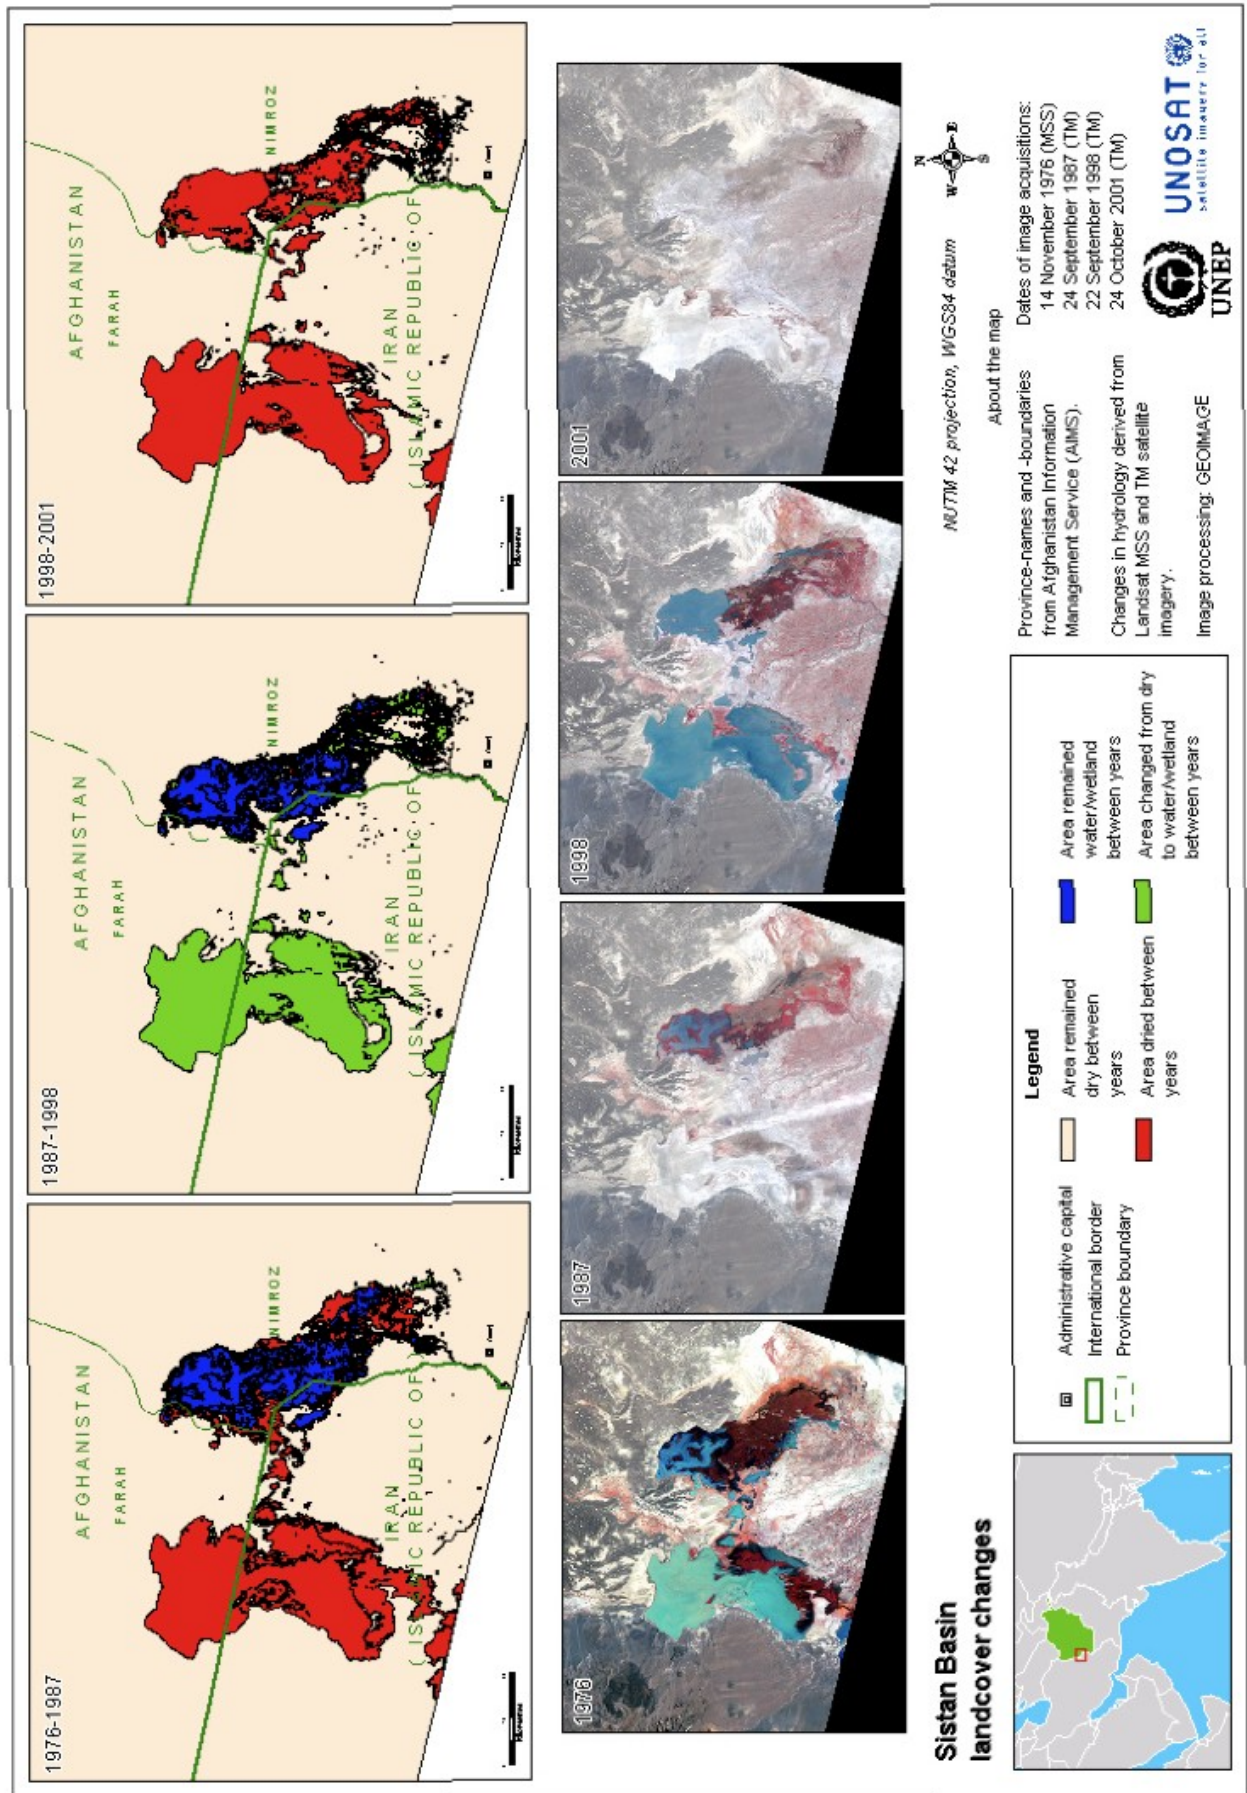 1976-1987
AFGHANISTAN
FARAH
NIMROZ
IRAN
( ISLAMIC REPUBLIC OF )
1987-1998
AFGHANISTAN
FARAH
NIMROZ
IRAN
( ISLAMIC REPUBLIC OF )
1998-2001
AFGHANISTAN
FARAH
NIMROZ
IRAN
( ISLAMIC REPUBLIC OF )
1976
1987
1998
2001
Sistan Basin
landcover changes
Legend
Administrative capital
International border
Province boundary
Area remained
dry between
years
Area dried between
years
Area remained
water/wetland
between years
Area changed from dry
to water/wetland
between years
N
W
E
S
NUTM 42 projection, WGS84 datum
About the map
Province-names and -boundaries
from Afghanistan Information
Management Service (AIMS).
Changes in hydrology derived from
Landsat MSS and TM satellite
imagery.
Image processing: GEOIMAGE
Dates of image acquisitions:
14 November 1976 (MSS)
24 September 1987 (TM)
22 September 1998 (TM)
24 October 2001 (TM)
UNEP
UNOSAT
satellite imagery for all